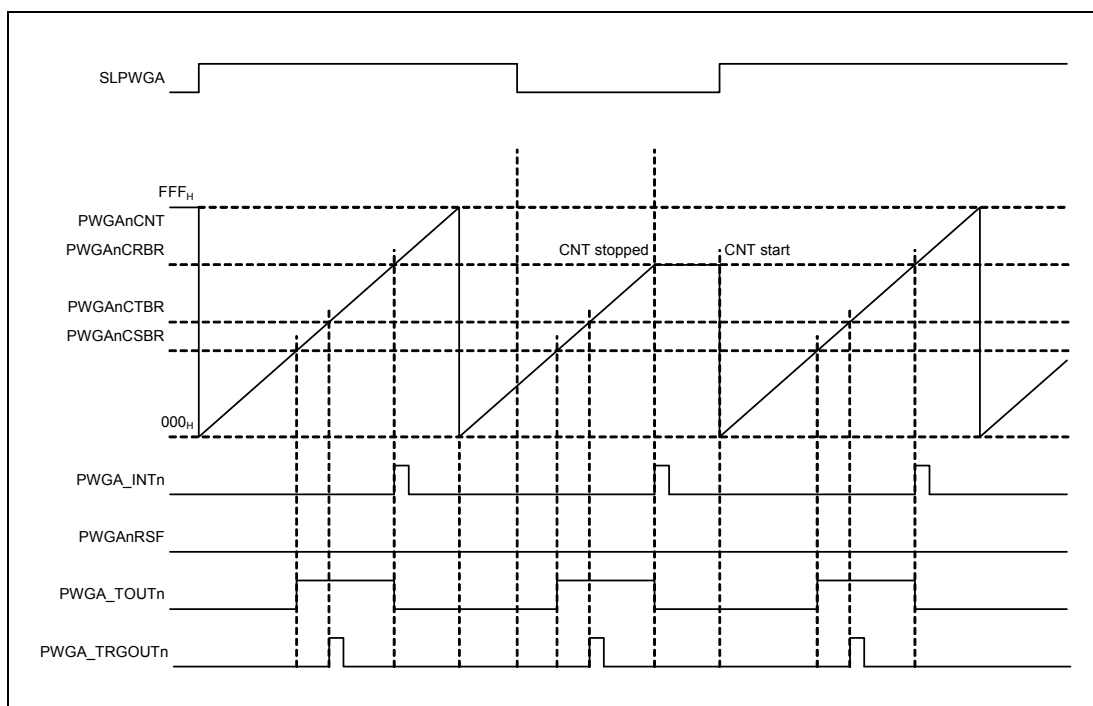 SLPWGA
FFFH
PWGAnCNT
PWGAnCRBR
CNT stopped
CNT start
PWGAnCTBR
PWGAnCSBR
000H
PWGA_INTn
PWGAnRSF
PWGA_TOUTn
PWGA_TRGOUTn